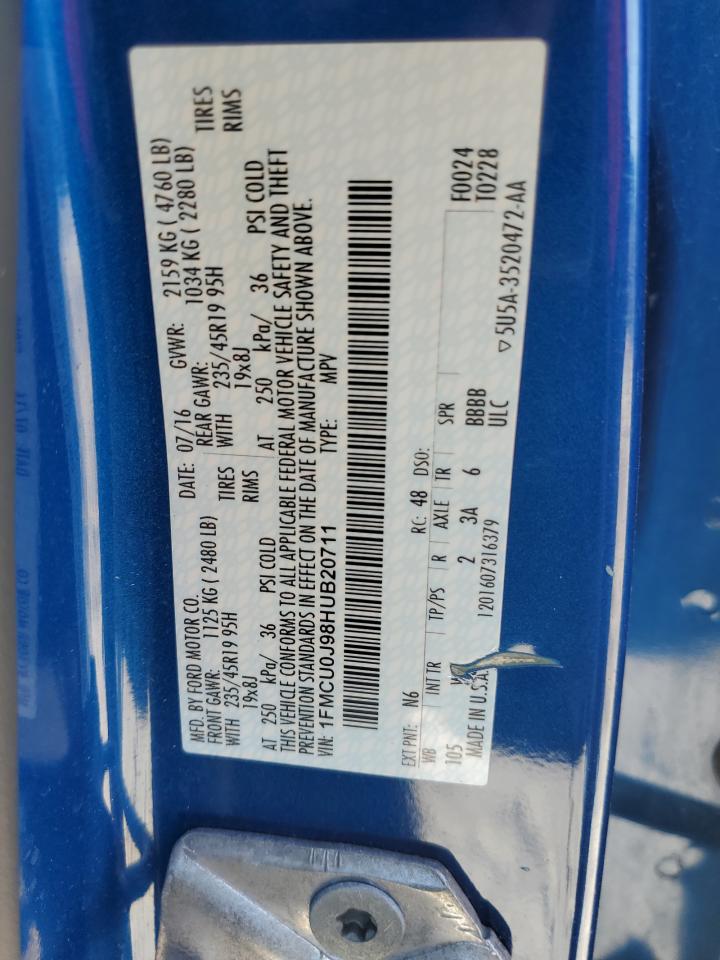 MFD. BY FORD MOTOR CO.
DATE: 07/16 GVWR: 2159 KG ( 4760 LB)
FRONT GAWR: 1125 KG ( 2480 LB) REAR GAWR: 1034 KG ( 2280 LB)
WITH 235/45R19 95H TIRES WITH 235/45R19 95H TIRES
19x8J RIMS 19x8J RIMS
AT 250 kPa/ 36 PSI COLD AT 250 kPa/ 36 PSI COLD
THIS VEHICLE CONFORMS TO ALL APPLICABLE FEDERAL MOTOR VEHICLE SAFETY AND THEFT
PREVENTION STANDARDS IN EFFECT ON THE DATE OF MANUFACTURE SHOWN ABOVE.
VIN: 1FMCU0J98HUB20711 TYPE: MPV
EXT PNT: N6 RC: 48 DSO: F0024
WB INT TR TP/PS R AXLE TR SPR T0228
105 2 3A 6 BBBB
MADE IN U.S.A. 1201607316379 ULC
▽5U5A-3520472-AA